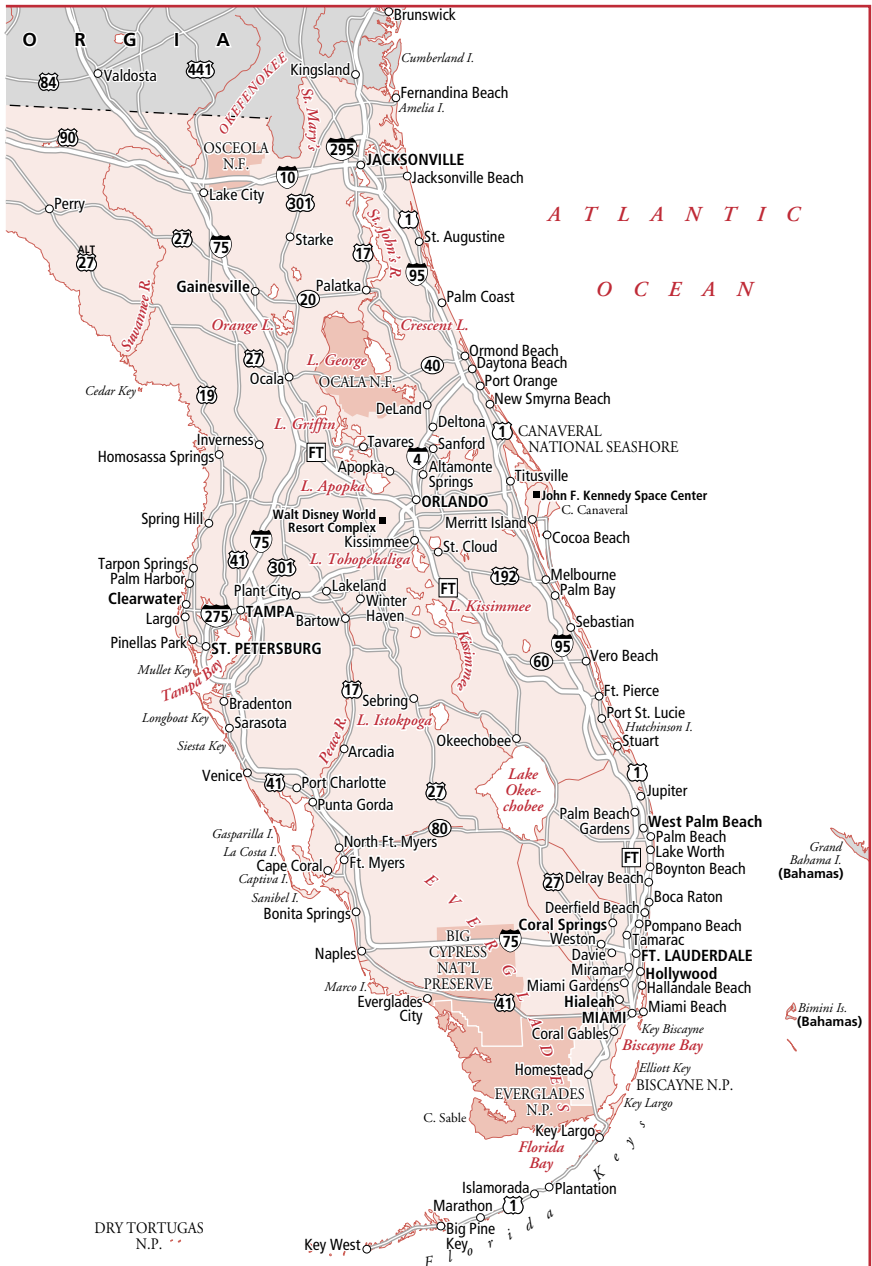 Brunswick
O R G I A
Cumberland I.
441
84
Valdosta
Kingsland
OKEFENOKEE
St. Mary's
Fernandina Beach
Amelia I.
90
OSCEOLA
N.F.
295
JACKSONVILLE
10
Jacksonville Beach
Lake City
301
Perry
ATLANTIC
OCEAN
1
27
Starke
17
St. John's R.
St. Augustine
ALT
27
75
95
Gainesville
Palatka
20
Palm Coast
Suwannee R.
Orange L.
Crescent L.
27
L. George
Ormond Beach
40
Daytona Beach
Ocala
OCALA N.F.
Port Orange
Cedar Key
19
DeLand
New Smyrna Beach
L. Griffin
Deltona
1
CANAVERAL
NATIONAL SEASHORE
Inverness
FT
Tavares
Sanford
Homosassa Springs
4
Apopka
Altamonte
Springs
Titusville
L. Apopka
ORLANDO
John F. Kennedy Space Center
C. Canaveral
Walt Disney World
Resort Complex
Merritt Island
Spring Hill
75
Kissimmee
Cocoa Beach
St. Cloud
41
L. Tohopekaliga
Tarpon Springs
301
192
Melbourne
Palm Harbor
Plant City
Lakeland
FT
Palm Bay
Clearwater
Winter
Haven
L. Kissimmee
Largo
275
TAMPA
Bartow
Sebastian
Pinellas Park
ST. PETERSBURG
Kissimmee
95
60
Vero Beach
Mullet Key
Tampa Bay
17
Sebring
Ft. Pierce
Bradenton
Longboat Key
L. Istokpoga
Port St. Lucie
Sarasota
Hutchinson I.
Siesta Key
Peace R.
Arcadia
Okeechobee
Stuart
Venice
41
Port Charlotte
Lake
Okee-
chobee
1
27
Jupiter
Punta Gorda
Palm Beach
Gardens
West Palm Beach
80
Palm Beach
Gasparilla I.
North Ft. Myers
Lake Worth
La Costa I.
Ft. Myers
FT
Grand
Bahama I.
(Bahamas)
Cape Coral
Boynton Beach
Captiva I.
27
Delray Beach
Sanibel I.
Boca Raton
Bonita Springs
EVERGLADES
Deerfield Beach
Coral Springs
Pompano Beach
BIG
CYPRESS
NAT'L
PRESERVE
75
Weston
Tamarac
Naples
Davie
FT. LAUDERDALE
Miramar
Hollywood
Marco I.
Miami Gardens
Hallandale Beach
Everglades
City
41
Hialeah
MIAMI
Miami Beach
Bimini Is.
(Bahamas)
Coral Gables
Key Biscayne
Biscayne Bay
Homestead
Elliott Key
BISCAYNE N.P.
EVERGLADES
N.P.
Key Largo
C. Sable
Key Largo
Florida
Bay
Islamorada
Plantation
Marathon
1
DRY TORTUGAS
N.P.
Big Pine
Key
Key West
Florida Keys